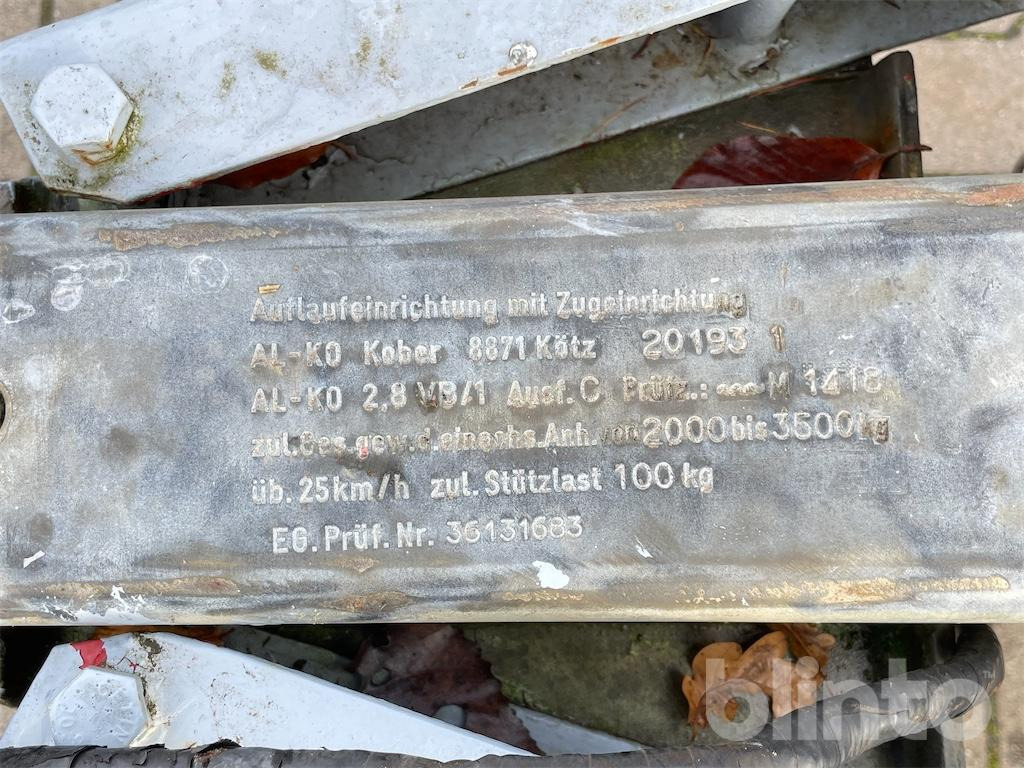 Auflaufeinrichtung mit Zugeinrichtung
AL-KO Kober 8871 Kötz 20193 1
AL-KO 2,8 VB/1 Ausf. C Prüfz.: M 1418
zul.Ges.gew.d.einachs.Anh.von 2000 bis 3500 kg
üb. 25 km/h zul. Stützlast 100 kg
EG. Prüf. Nr. 36131683
blinto